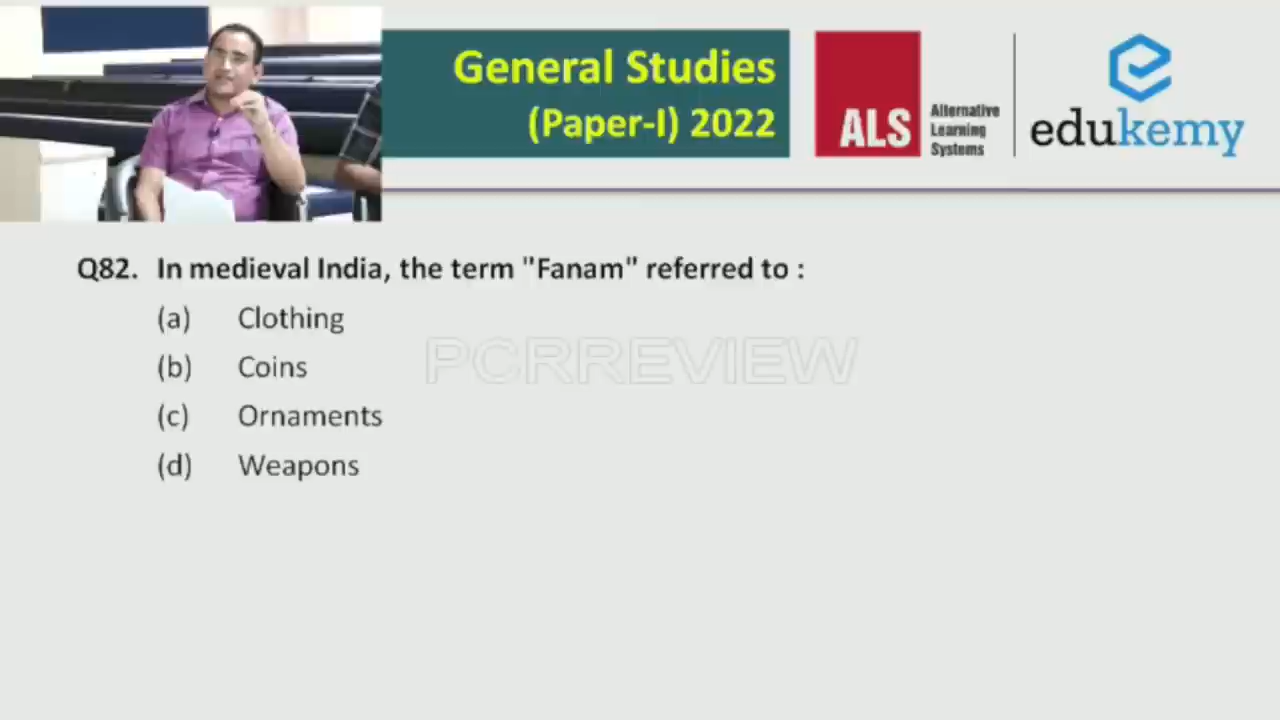 General Studies
(Paper-I) 2022
ALS
Alternative
Learning
Systems
edukemy
Q82. In medieval India, the term "Fanam" referred to :
(a) Clothing
(b) Coins
(c) Ornaments
(d) Weapons
PCRREVIEW